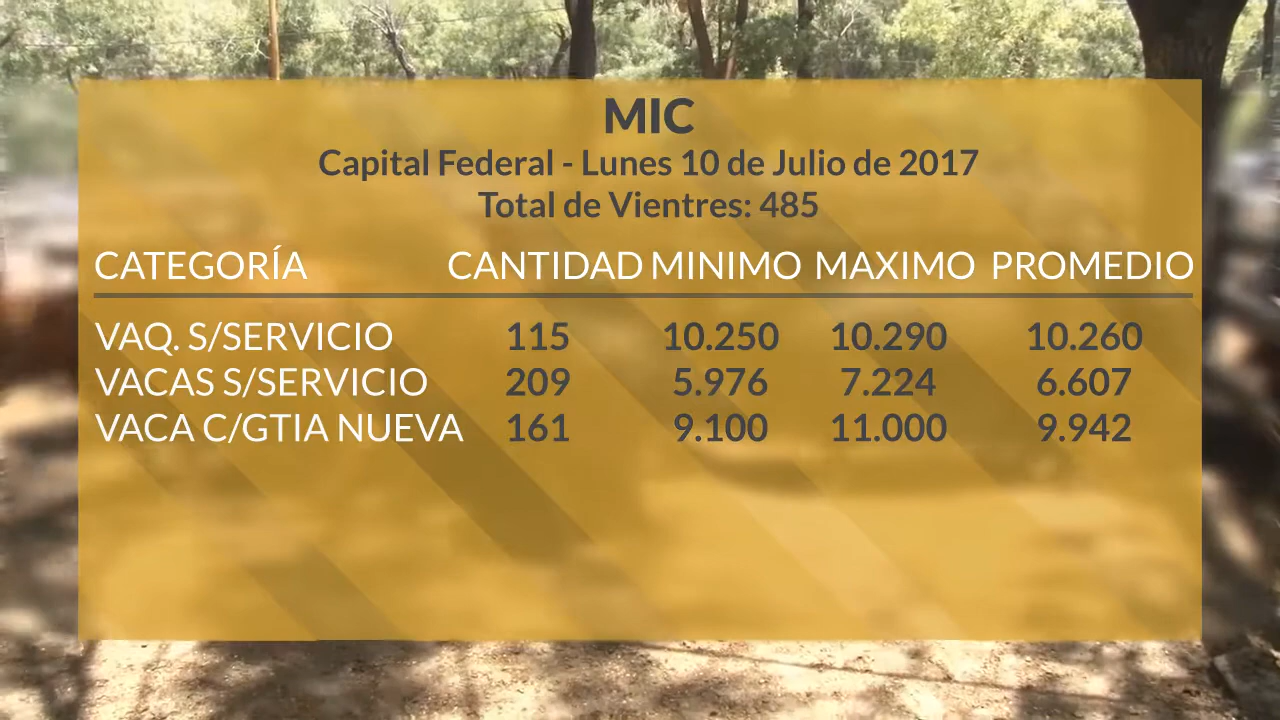 MIC
Capital Federal - Lunes 10 de Julio de 2017
Total de Vientres: 485
CATEGORÍA CANTIDAD MINIMO MAXIMO PROMEDIO
VAQ. S/SERVICIO 115 10.250 10.290 10.260
VACAS S/SERVICIO 209 5.976 7.224 6.607
VACA C/GTIA NUEVA 161 9.100 11.000 9.942